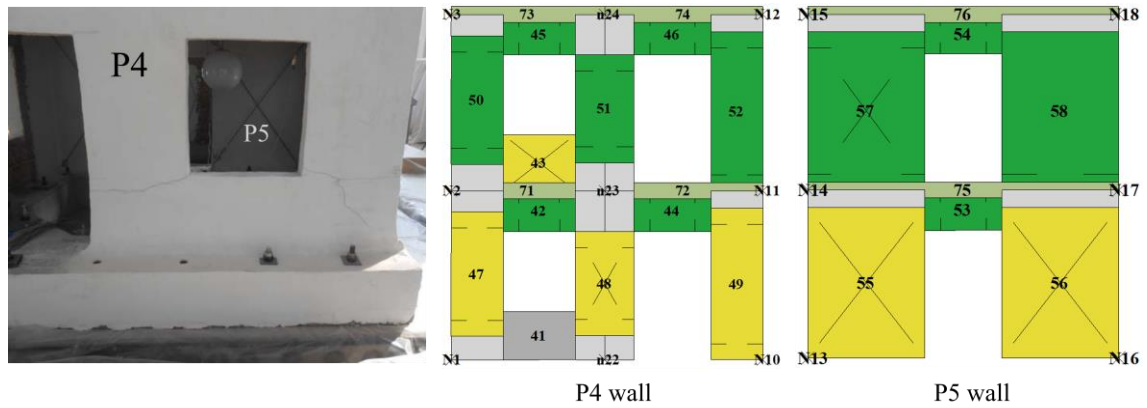 P4
P5
N3 73 n24 74 N12
45 46
50 51 52
43
N2 71 n23 72 N11
42 44
47 48 49
41
N1 n22 N10
P4 wall
N15 76 N18
54
57 58
N14 75 N17
53
55 56
N13 N16
P5 wall